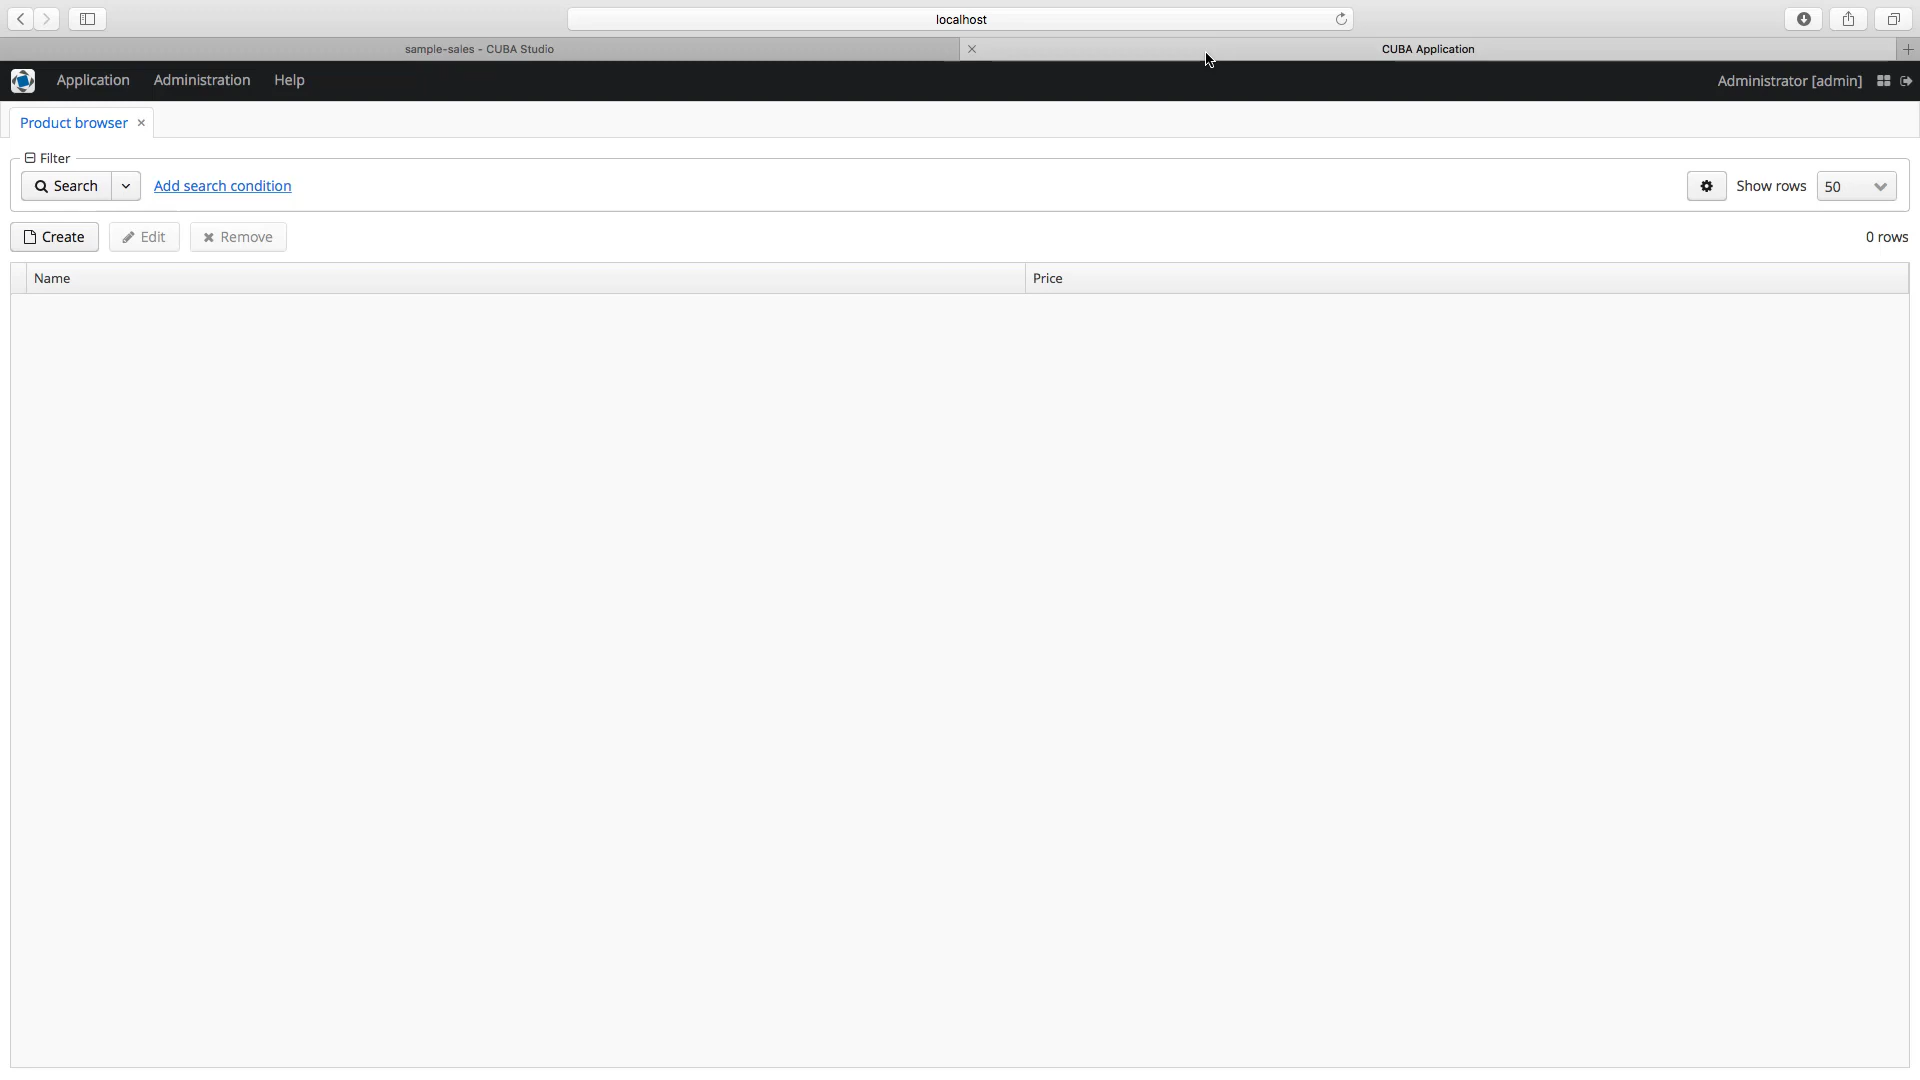 localhost
sample-sales - CUBA Studio
CUBA Application
Application Administration Help
Administrator [admin]
Product browser
Filter
Search
Add search condition
Show rows 50
Create Edit Remove
0 rows
Name Price